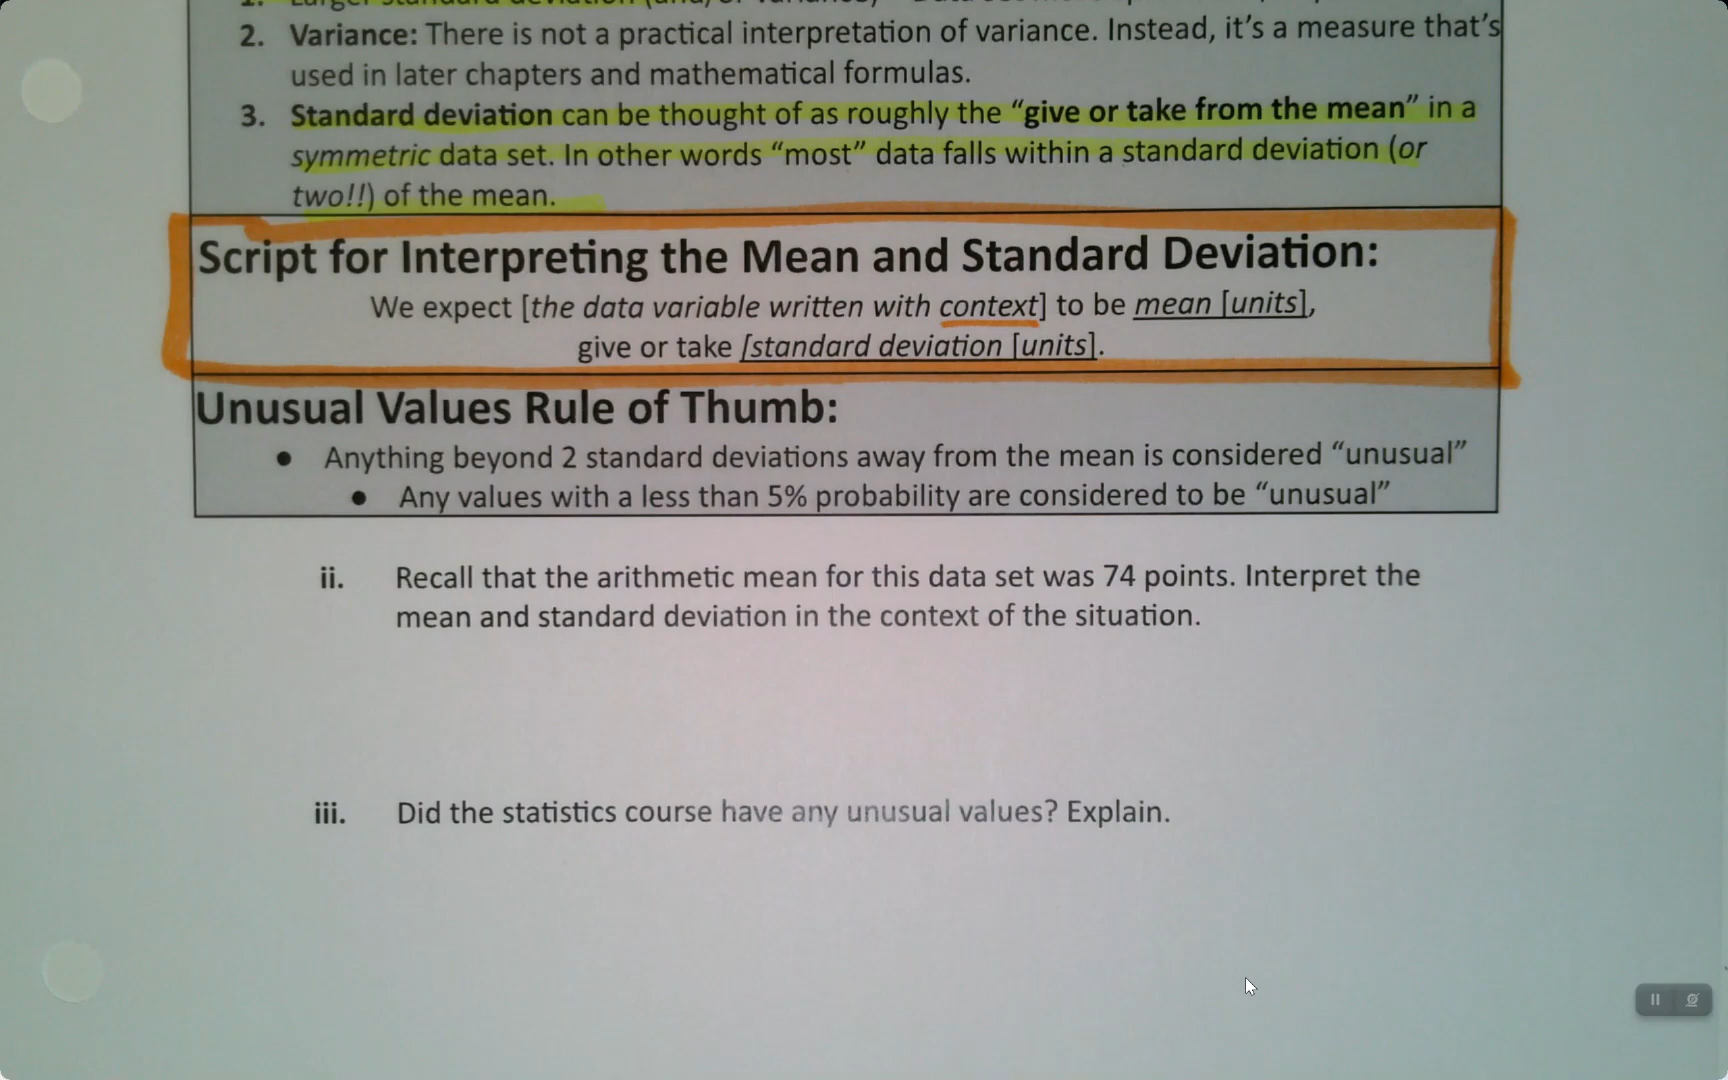 1. Larger standard deviation (and/or variance)
2. Variance: There is not a practical interpretation of variance. Instead, it’s a measure that’s
used in later chapters and mathematical formulas.
3. Standard deviation can be thought of as roughly the “give or take from the mean” in a
symmetric data set. In other words “most” data falls within a standard deviation (or
two!!) of the mean.
Script for Interpreting the Mean and Standard Deviation:
We expect [the data variable written with context] to be mean [units],
give or take [standard deviation [units].
Unusual Values Rule of Thumb:
● Anything beyond 2 standard deviations away from the mean is considered “unusual”
● Any values with a less than 5% probability are considered to be “unusual”
ii. Recall that the arithmetic mean for this data set was 74 points. Interpret the
mean and standard deviation in the context of the situation.
iii. Did the statistics course have any unusual values? Explain.